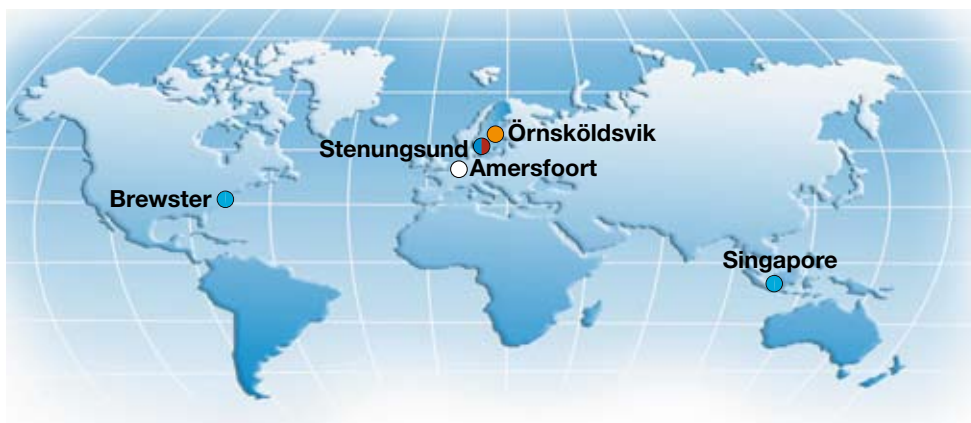 Örnsköldsvik
Stenungsund
Amersfoort
Brewster
Singapore